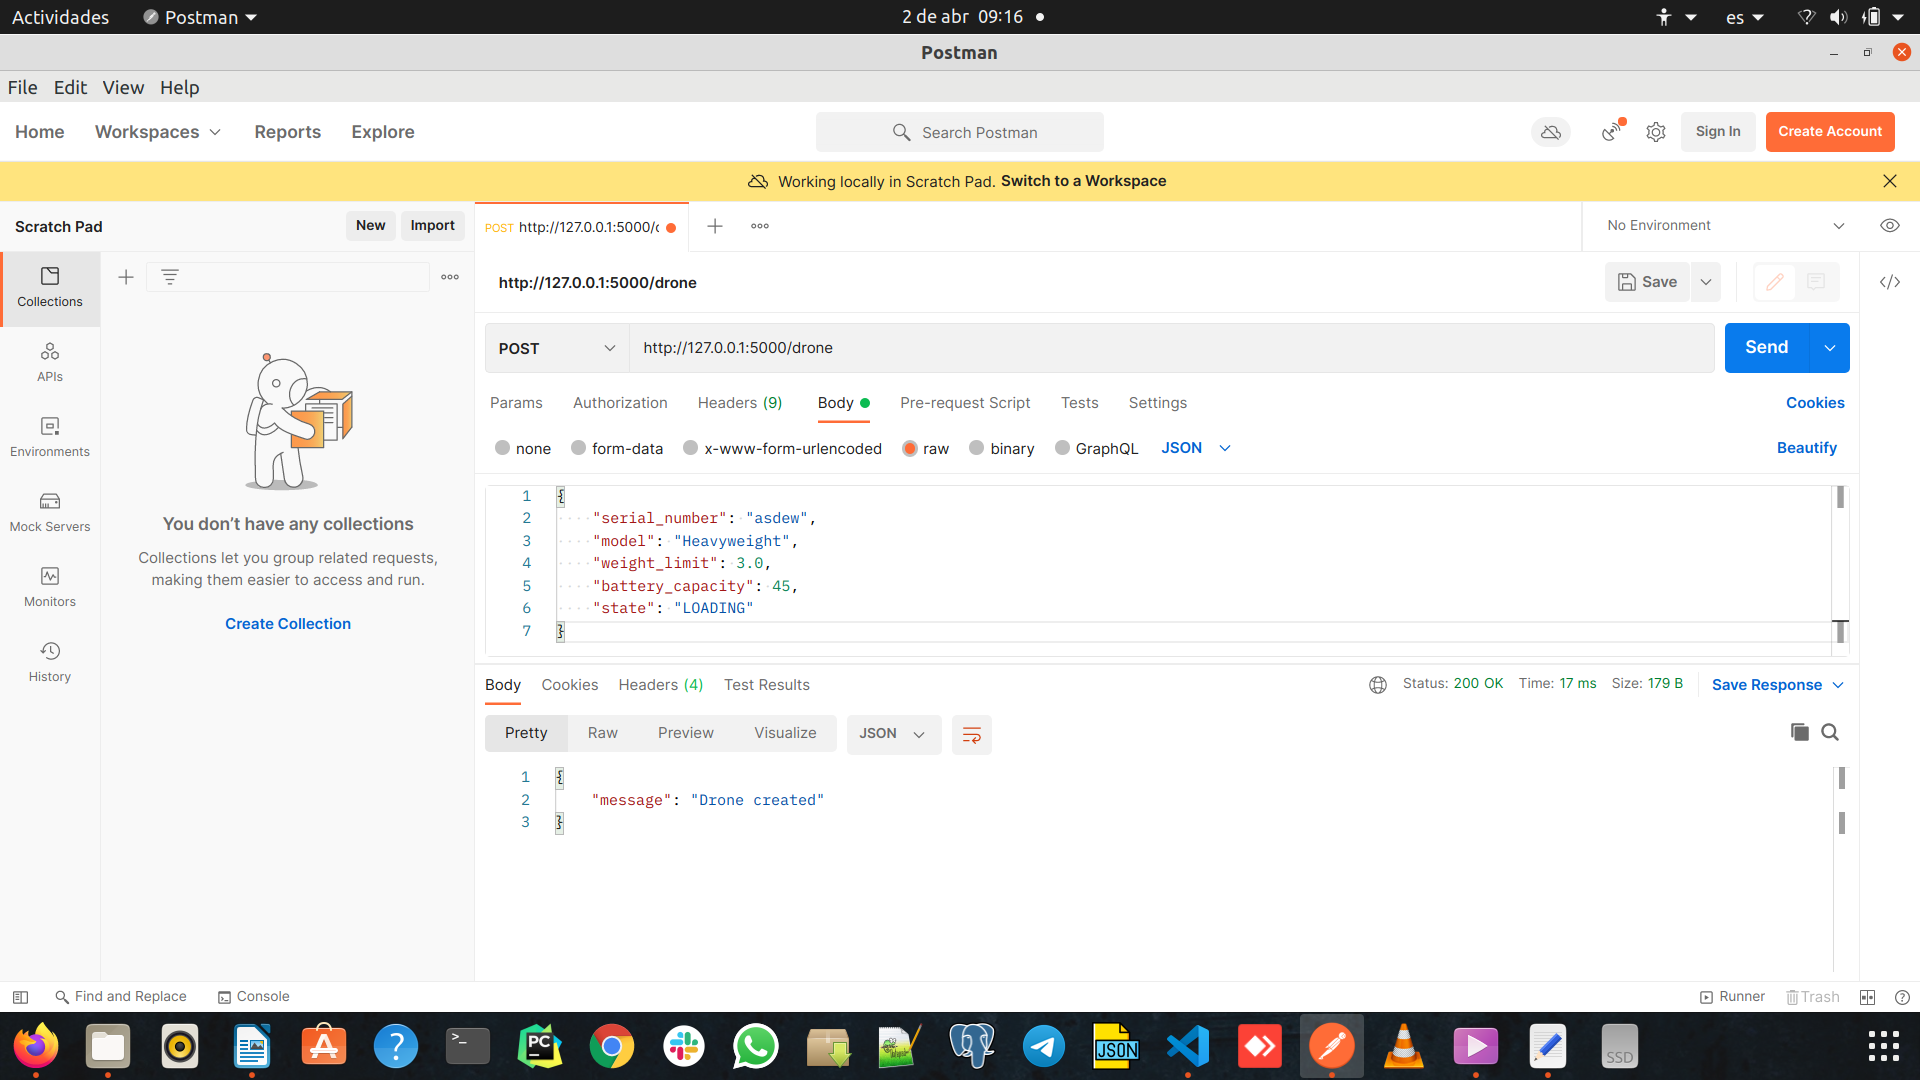 Actividades Postman 2 de abr 09:16 es
Postman
File Edit View Help
Home Workspaces Reports Explore Search Postman Sign In Create Account
Working locally in Scratch Pad. Switch to a Workspace
Scratch Pad New Import POST http://127.0.0.1:5000/ No Environment
Collections
http://127.0.0.1:5000/drone Save
APIs
POST http://127.0.0.1:5000/drone Send
Params Authorization Headers (9) Body Pre-request Script Tests Settings Cookies
Environments
none form-data x-www-form-urlencoded raw binary GraphQL JSON Beautify
Mock Servers
You don’t have any collections
Collections let you group related requests,
making them easier to access and run.
Create Collection
Monitors
History
1 {
2 "serial_number": "asdew",
3 "model": "Heavyweight",
4 "weight_limit": 3.0,
5 "battery_capacity": 45,
6 "state": "LOADING"
7 }
Body Cookies Headers (4) Test Results Status: 200 OK Time: 17 ms Size: 179 B Save Response
Pretty Raw Preview Visualize JSON
1 {
2 "message": "Drone created"
3 }
Find and Replace Console Runner Trash
PC JSON SSD